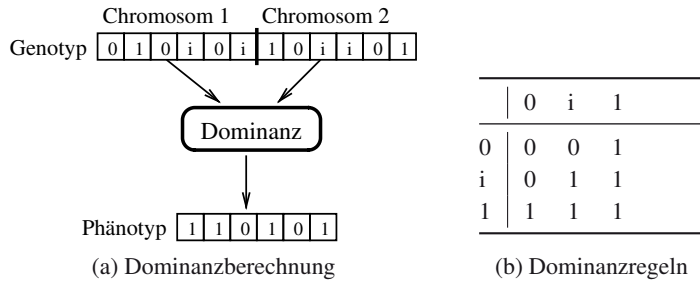 Chromosom 1 Chromosom 2
Genotyp 0 1 0 i 0 i 1 0 i i 0 1
Dominanz
Phänotyp 1 1 0 1 0 1
(a) Dominanzberechnung
0 i 1
0 0 0 1
i 0 1 1
1 1 1 1
(b) Dominanzregeln